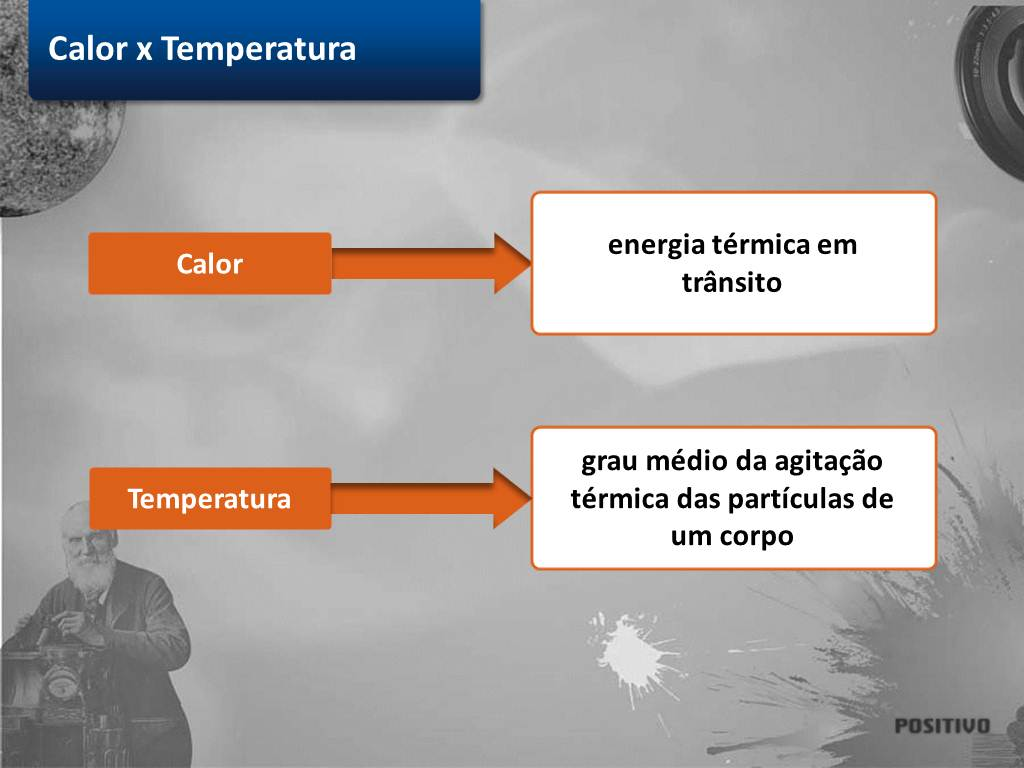 Calor x Temperatura
Calor
energia térmica em
trânsito
Temperatura
grau médio da agitação
térmica das partículas de
um corpo
POSITIVO